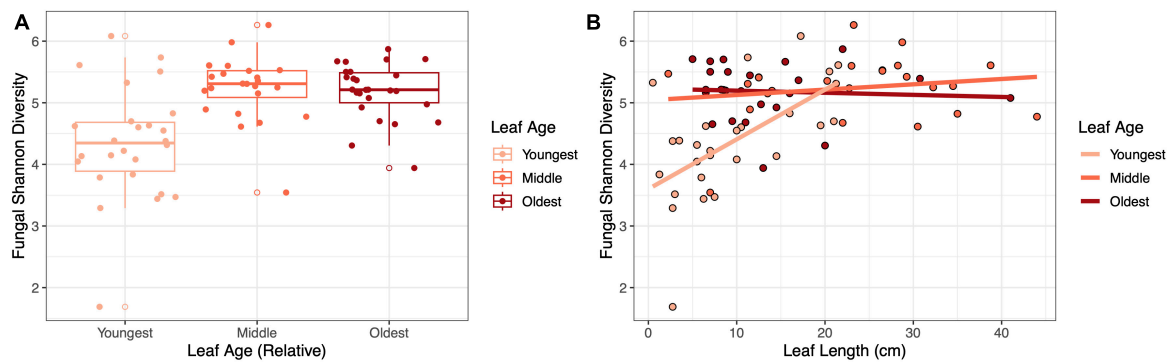 A
Fungal Shannon Diversity
6
5
4
3
2
Youngest
Middle
Oldest
Leaf Age (Relative)
Leaf Age
Youngest
Middle
Oldest
B
Fungal Shannon Diversity
6
5
4
3
2
0
10
20
30
40
Leaf Length (cm)
Leaf Age
Youngest
Middle
Oldest